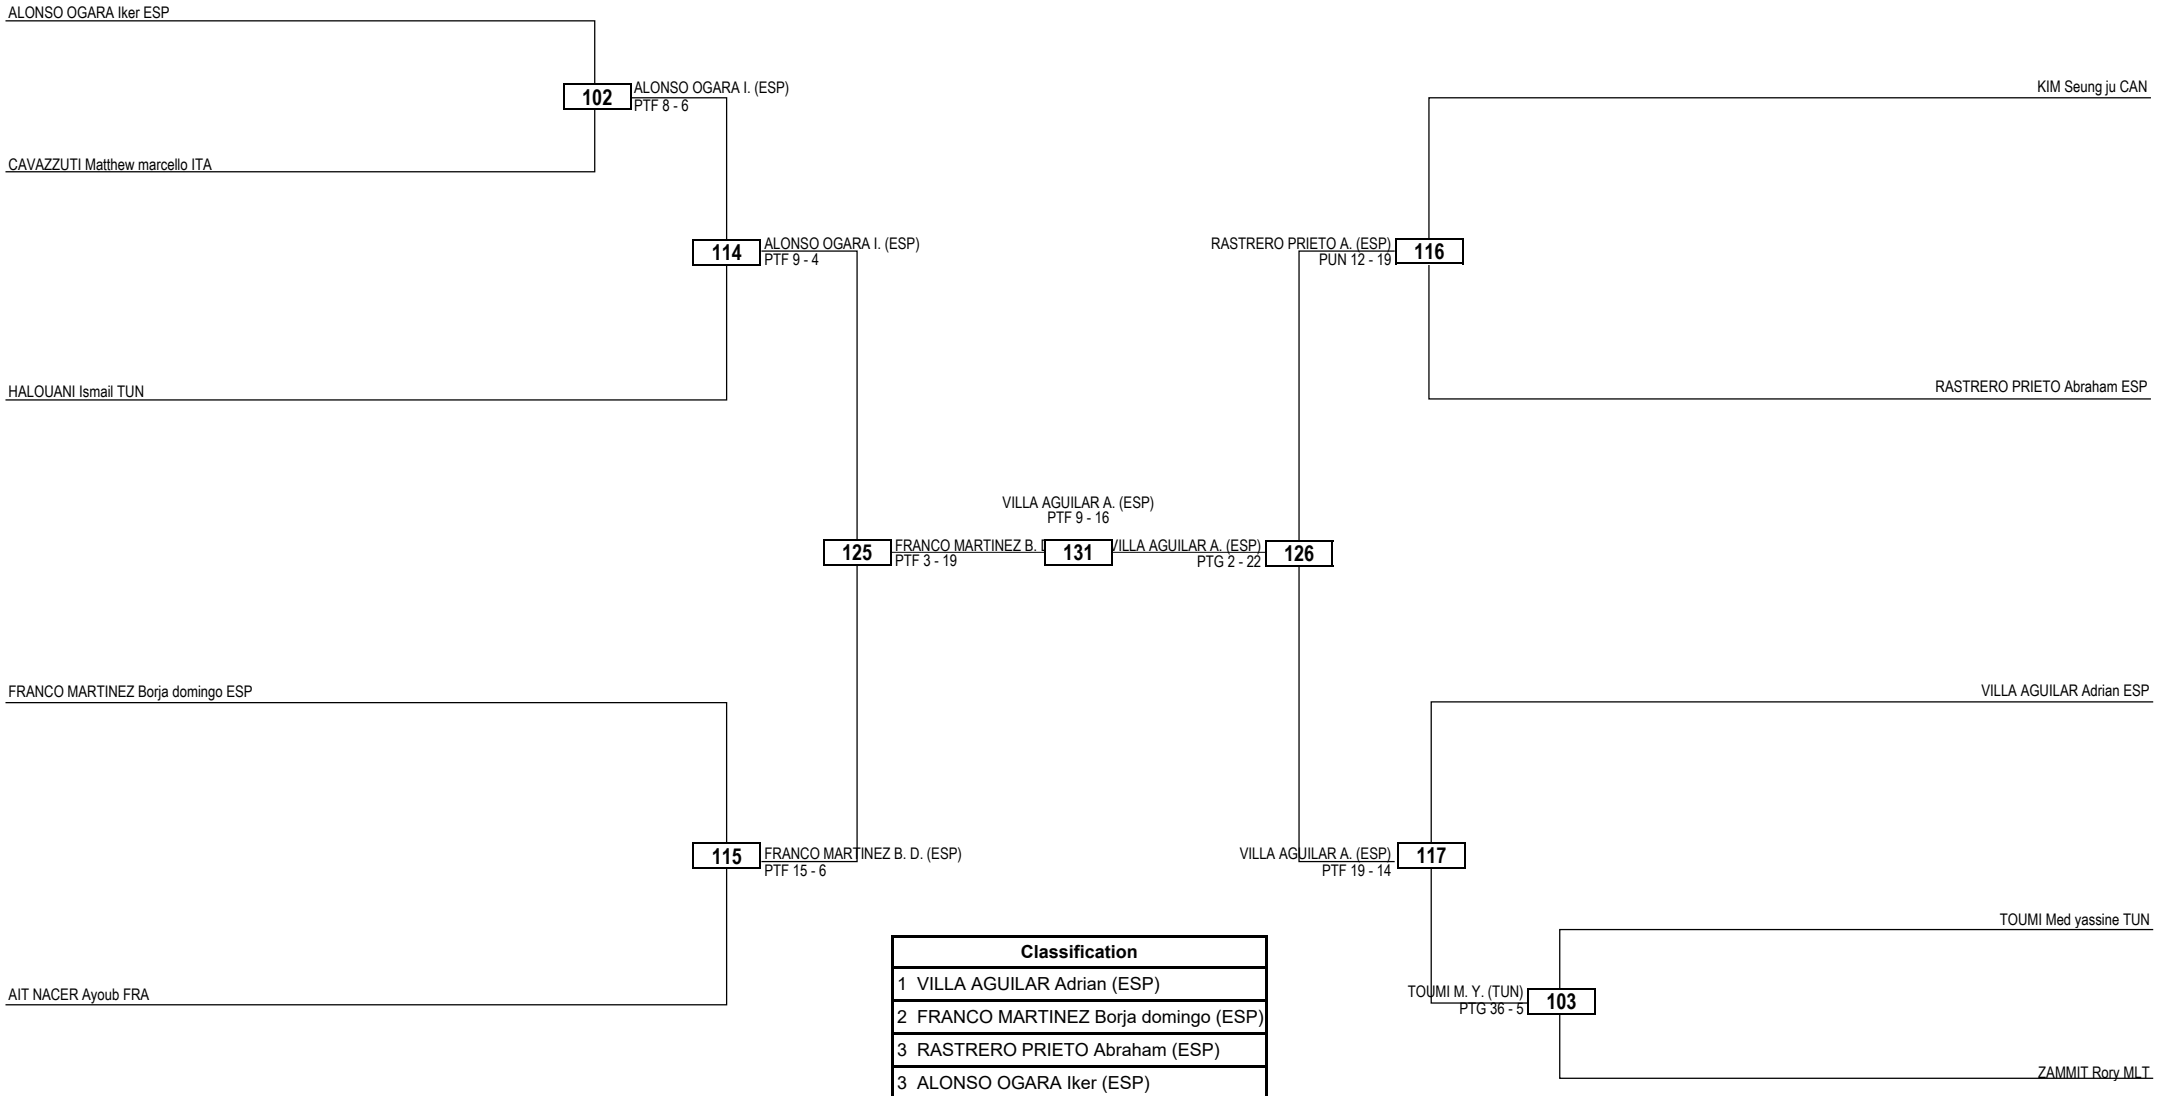 ALONSO OGARA Iker ESP
102
ALONSO OGARA I. (ESP)
PTF 8 - 6
CAVAZZUTI Matthew marcello ITA
114
ALONSO OGARA I. (ESP)
PTF 9 - 4
HALOUANI Ismail TUN
125
FRANCO MARTINEZ B.
PTF 3 - 19
FRANCO MARTINEZ Borja domingo ESP
115
FRANCO MARTINEZ B. D. (ESP)
PTF 15 - 6
AIT NACER Ayoub FRA
VILLA AGUILAR A. (ESP)
PTF 9 - 16
131
KIM Seung ju CAN
RASTRERO PRIETO A. (ESP)
PUN 12 - 19
116
RASTRERO PRIETO Abraham ESP
VILLA AGUILAR A. (ESP)
PTG 2 - 22
126
VILLA AGUILAR Adrian ESP
VILLA AGUILAR A. (ESP)
PTF 19 - 14
117
TOUMI Med yassine TUN
TOUMI M. Y. (TUN)
PTG 36 - 5
103
ZAMMIT Rory MLT
Classification
1 VILLA AGUILAR Adrian (ESP)
2 FRANCO MARTINEZ Borja domingo (ESP)
3 RASTRERO PRIETO Abraham (ESP)
3 ALONSO OGARA Iker (ESP)